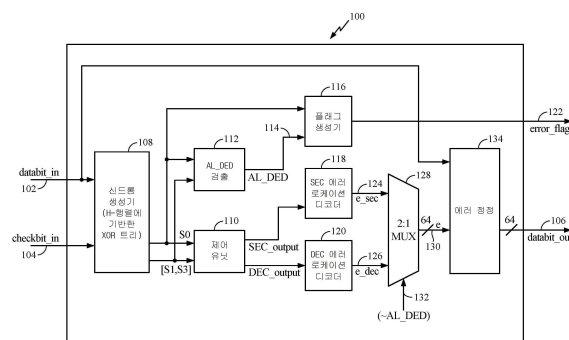 100
116
플래그
생성기
122
error_flag
114
108
112
AL_DED
검출
AL_DED
databit_in
102
신드롬
생성기
(H-행렬에
기반한
XOR 트리)
118
SEC 에러
로케이션
디코더
124
e_sec
128
134
checkbit_in
104
S0
[S1,S3]
110
제어
유닛
SEC_output
DEC_output
120
DEC 에러
로케이션
디코더
126
e_dec
2:1
MUX
64
e
130
에러 정정
64
106
databit_out
132
(~AL_DED)